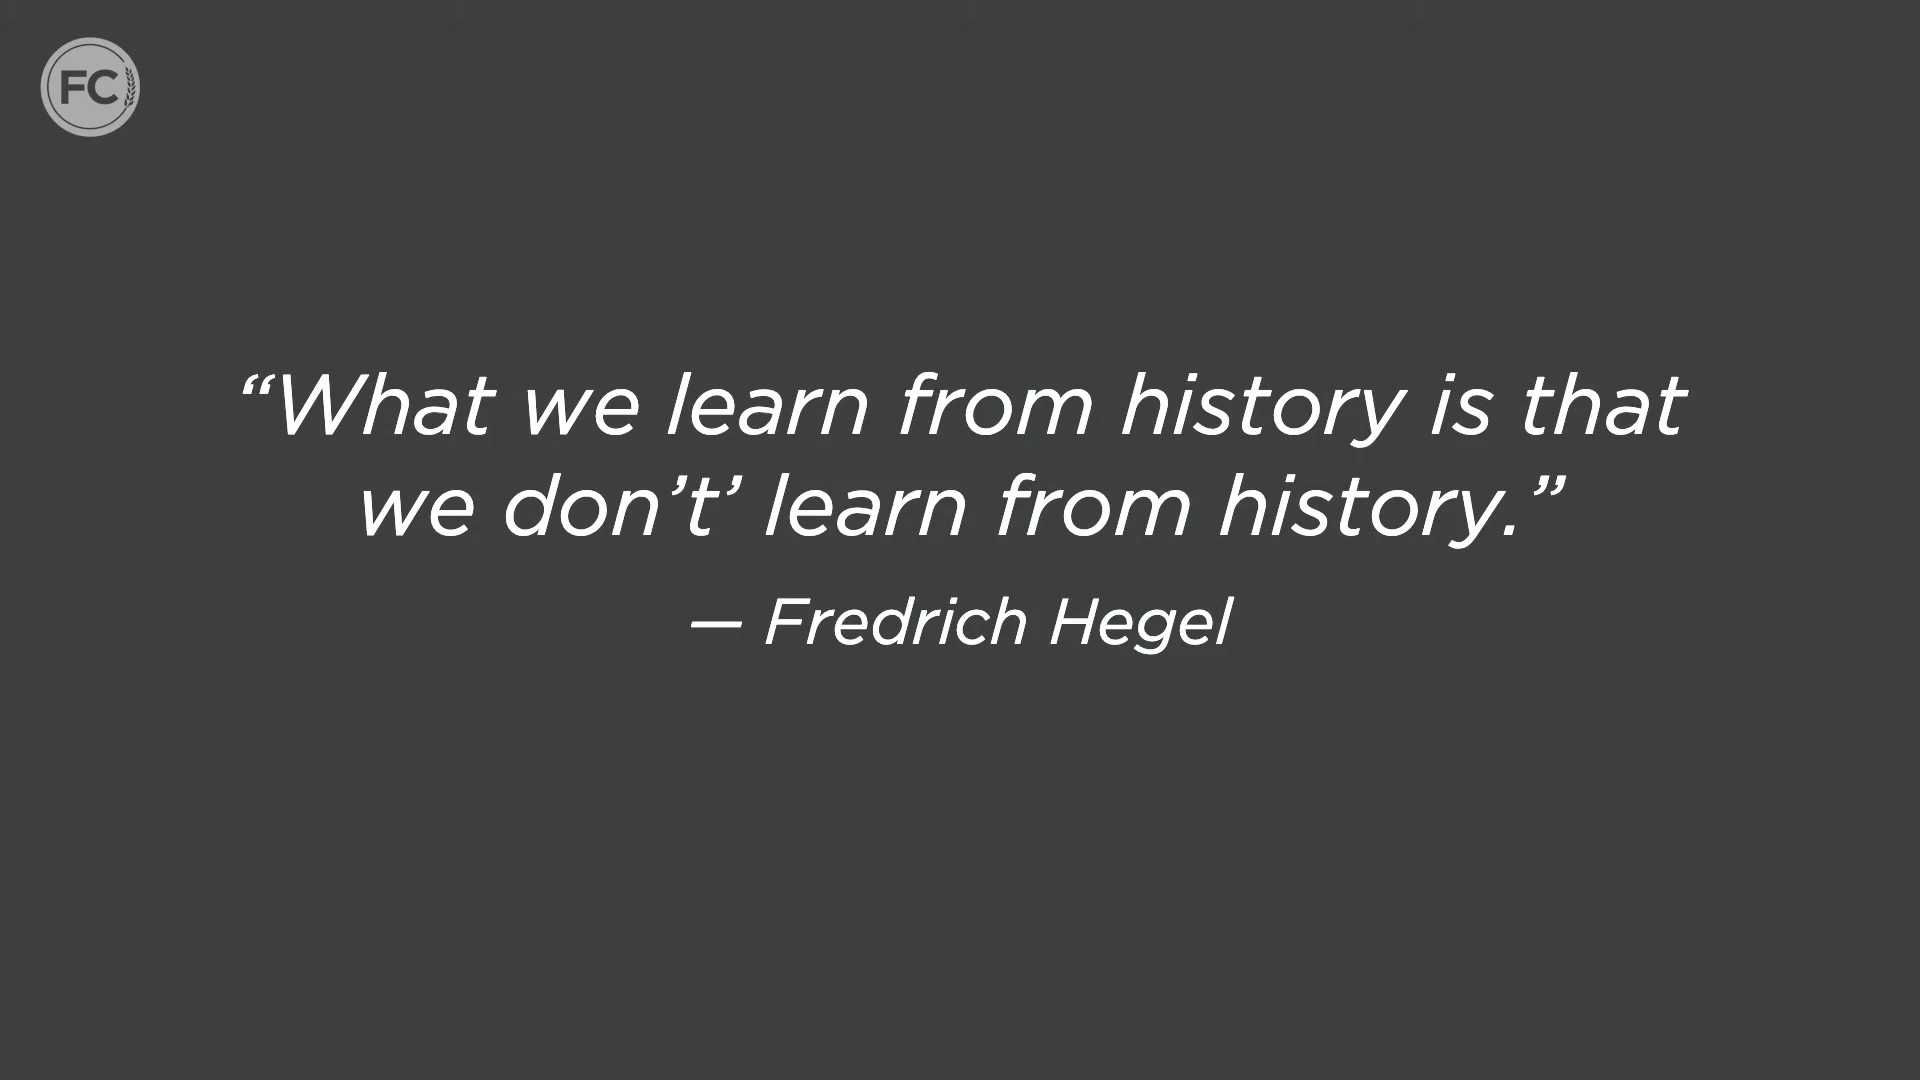 FC
“What we learn from history is that
we don’t’ learn from history.”
— Fredrich Hegel